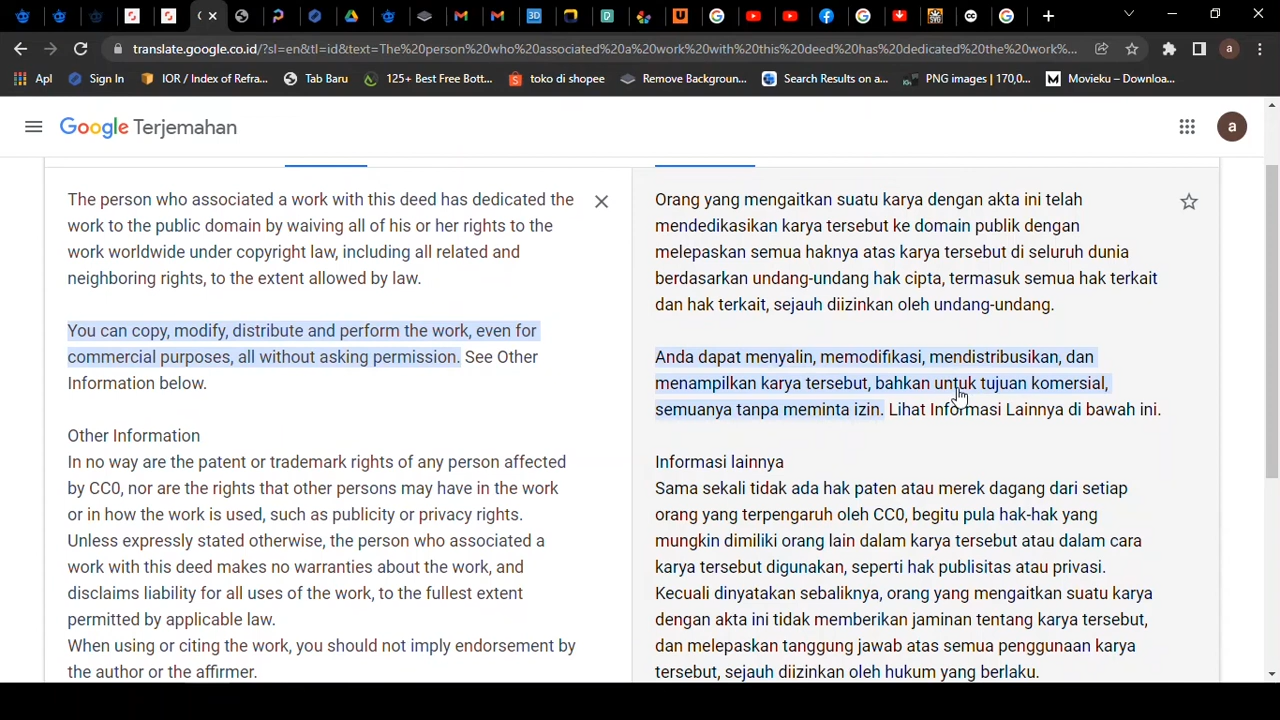 translate.google.co.id/?sl=en&tl=id&text=The%20person%20who%20associated%20a%20work%20with%20this%20deed%20has%20dedicated%20the%20work%...
a
Apl
Sign In
IOR / Index of Refra...
Tab Baru
125+ Best Free Bott...
toko di shopee
Remove Backgroun...
Search Results on a...
PNG images | 170,0...
Movieku – Downloa...
Google Terjemahan
a
The person who associated a work with this deed has dedicated the
work to the public domain by waiving all of his or her rights to the
work worldwide under copyright law, including all related and
neighboring rights, to the extent allowed by law.
You can copy, modify, distribute and perform the work, even for
commercial purposes, all without asking permission. See Other
Information below.
Other Information
In no way are the patent or trademark rights of any person affected
by CC0, nor are the rights that other persons may have in the work
or in how the work is used, such as publicity or privacy rights.
Unless expressly stated otherwise, the person who associated a
work with this deed makes no warranties about the work, and
disclaims liability for all uses of the work, to the fullest extent
permitted by applicable law.
When using or citing the work, you should not imply endorsement by
the author or the affirmer.
Orang yang mengaitkan suatu karya dengan akta ini telah
mendedikasikan karya tersebut ke domain publik dengan
melepaskan semua haknya atas karya tersebut di seluruh dunia
berdasarkan undang-undang hak cipta, termasuk semua hak terkait
dan hak terkait, sejauh diizinkan oleh undang-undang.
Anda dapat menyalin, memodifikasi, mendistribusikan, dan
menampilkan karya tersebut, bahkan untuk tujuan komersial,
semuanya tanpa meminta izin. Lihat Informasi Lainnya di bawah ini.
Informasi lainnya
Sama sekali tidak ada hak paten atau merek dagang dari setiap
orang yang terpengaruh oleh CC0, begitu pula hak-hak yang
mungkin dimiliki orang lain dalam karya tersebut atau dalam cara
karya tersebut digunakan, seperti hak publisitas atau privasi.
Kecuali dinyatakan sebaliknya, orang yang mengaitkan suatu karya
dengan akta ini tidak memberikan jaminan tentang karya tersebut,
dan melepaskan tanggung jawab atas semua penggunaan karya
tersebut, sejauh diizinkan oleh hukum yang berlaku.